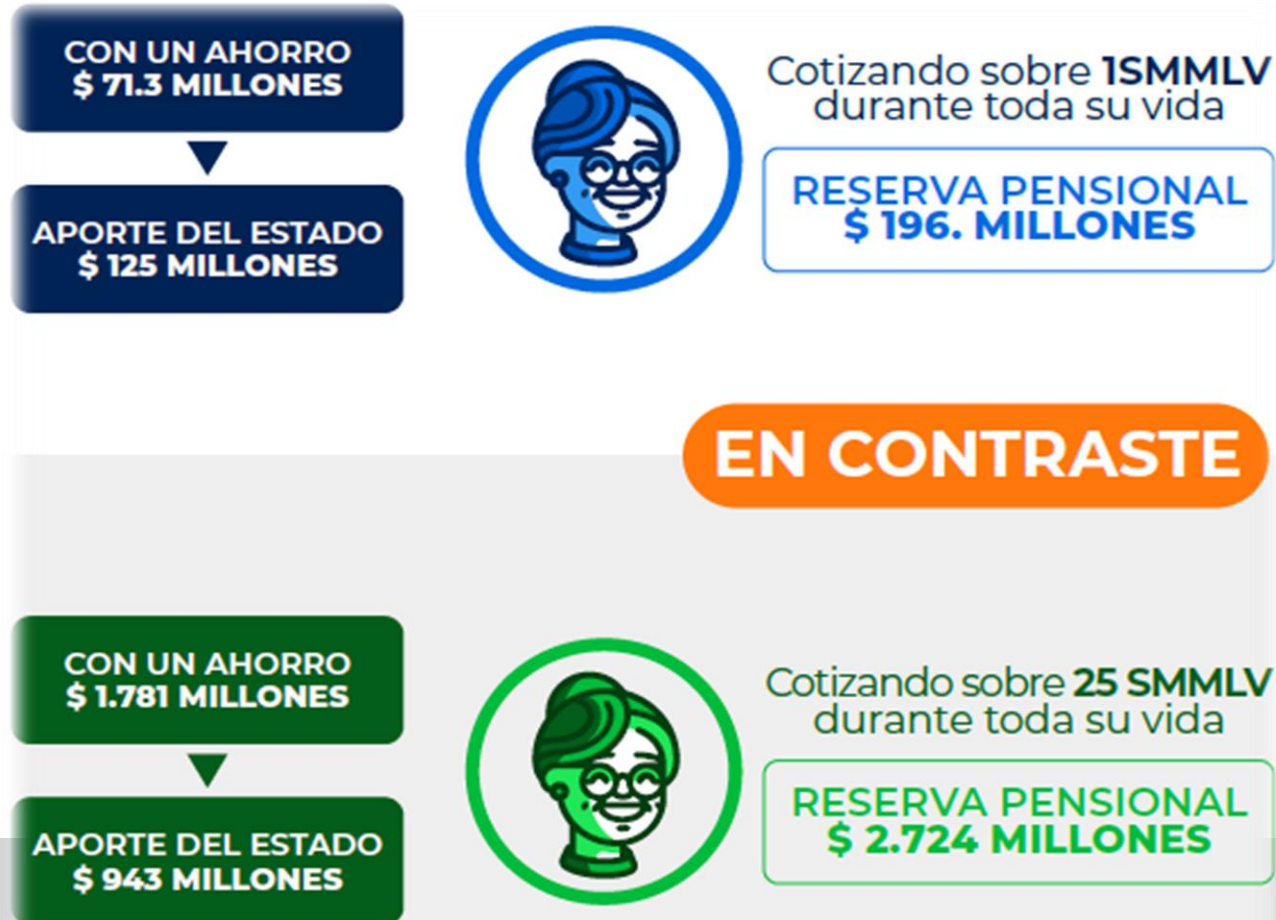 CON UN AHORRO
$ 71.3 MILLONES
APORTE DEL ESTADO
$ 125 MILLONES
Cotizando sobre 1SMMLV
durante toda su vida
RESERVA PENSIONAL
$ 196. MILLONES
EN CONTRASTE
CON UN AHORRO
$ 1.781 MILLONES
APORTE DEL ESTADO
$ 943 MILLONES
Cotizando sobre 25 SMMLV
durante toda su vida
RESERVA PENSIONAL
$ 2.724 MILLONES